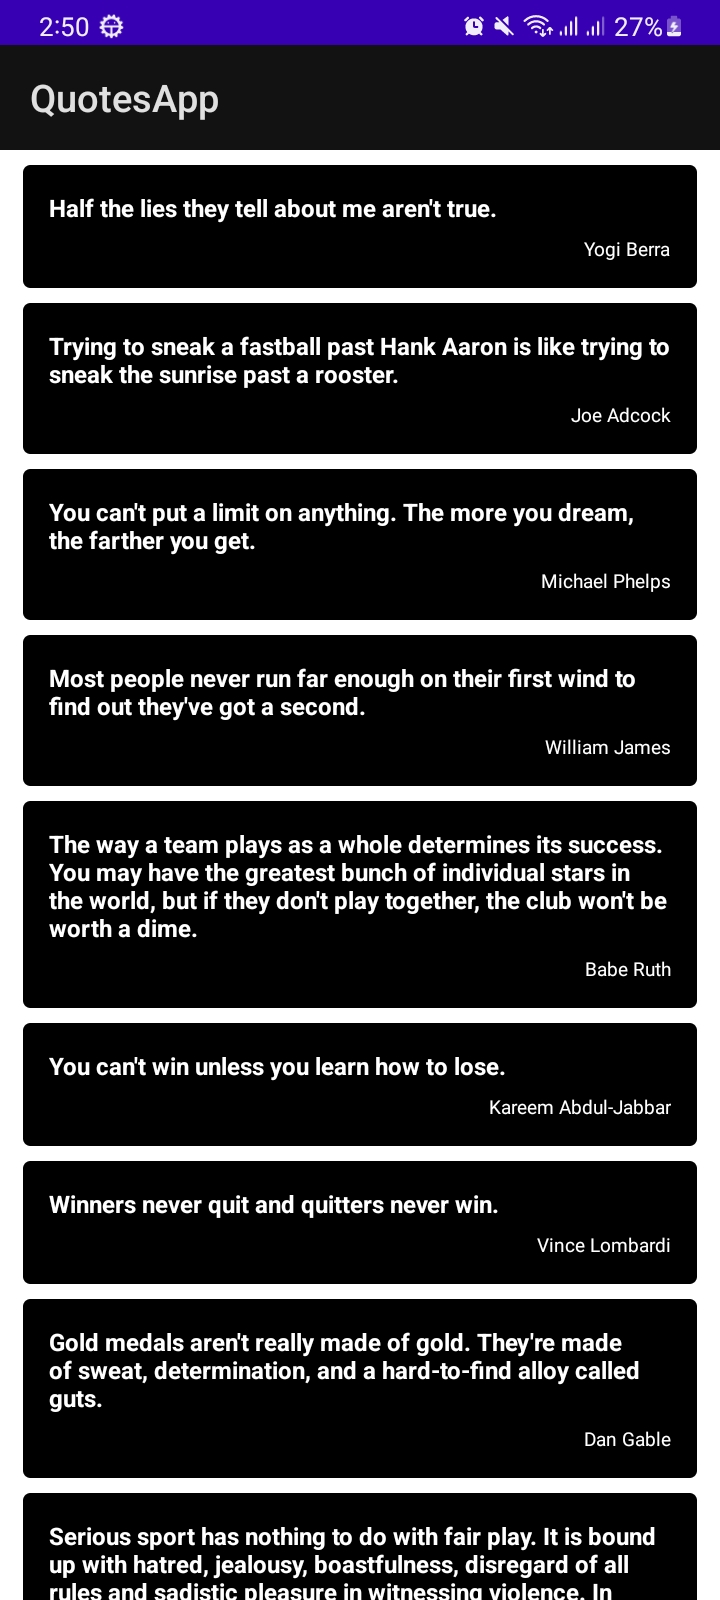 2:50
27%
QuotesApp
Half the lies they tell about me aren't true.
Yogi Berra
Trying to sneak a fastball past Hank Aaron is like trying to
sneak the sunrise past a rooster.
Joe Adcock
You can't put a limit on anything. The more you dream,
the farther you get.
Michael Phelps
Most people never run far enough on their first wind to
find out they've got a second.
William James
The way a team plays as a whole determines its success.
You may have the greatest bunch of individual stars in
the world, but if they don't play together, the club won't be
worth a dime.
Babe Ruth
You can't win unless you learn how to lose.
Kareem Abdul-Jabbar
Winners never quit and quitters never win.
Vince Lombardi
Gold medals aren't really made of gold. They're made
of sweat, determination, and a hard-to-find alloy called
guts.
Dan Gable
Serious sport has nothing to do with fair play. It is bound
up with hatred, jealousy, boastfulness, disregard of all
rules and sadistic pleasure in witnessing violence. In